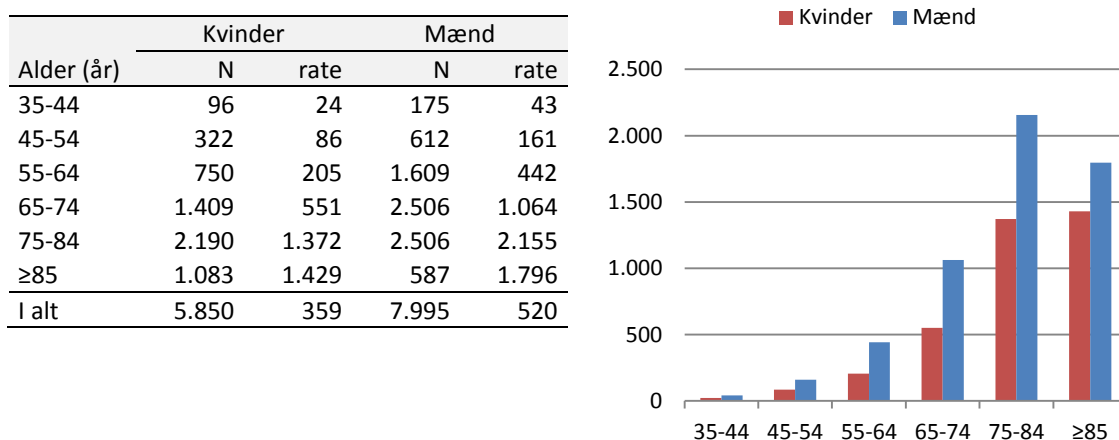 Kvinder Mænd
Alder (år) N rate N rate
35-44 96 24 175 43
45-54 322 86 612 161
55-64 750 205 1.609 442
65-74 1.409 551 2.506 1.064
75-84 2.190 1.372 2.506 2.155
≥85 1.083 1.429 587 1.796
I alt 5.850 359 7.995 520
Kvinder Mænd
2.500
2.000
1.500
1.000
500
0
35-44 45-54 55-64 65-74 75-84 ≥85